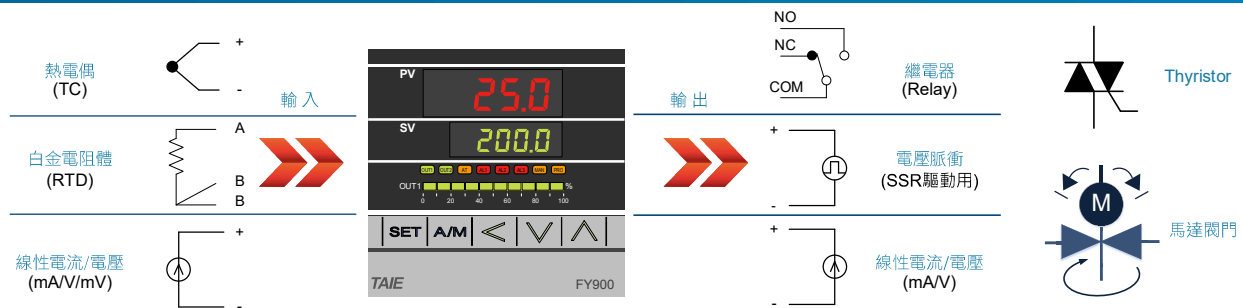 熱電偶
(TC)
+
-
輸入
白金電阻體
(RTD)
A
B
B
線性電流/電壓
(mA/V/mV)
+
-
PV
25.0
SV
200.0
OUT1 OUT2 AT AL1 AL2 AL3 MAN PRO
OUT1 %
0 20 40 60 80 100
SET A/M
TAIE FY900
輸出
NO
NC
COM
繼電器
(Relay)
+
-
電壓脈衝
(SSR驅動用)
+
-
線性電流/電壓
(mA/V)
Thyristor
M
馬達閥門